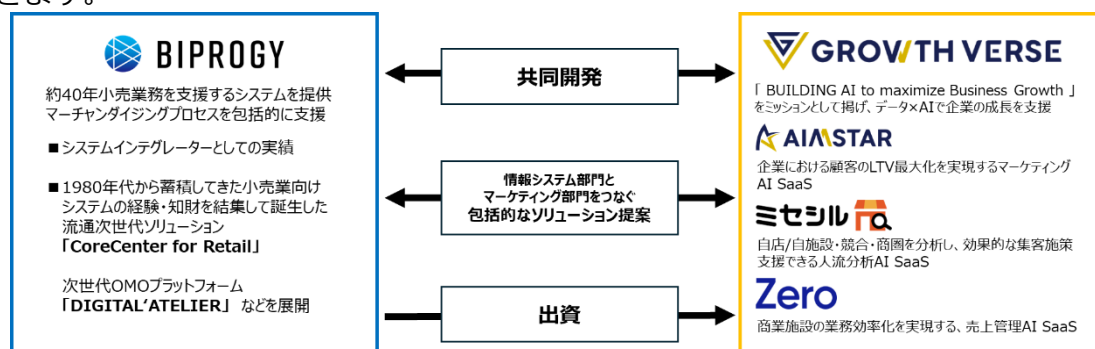 きます。
BIPROGY
約40年小売業務を支援するシステムを提供
マーチャンダイジングプロセスを包括的に支援
■システムインテグレーターとしての実績
■1980年代から蓄積してきた小売業向け
システムの経験・知財を結集して誕生した
流通次世代ソリューション
「CoreCenter for Retail」
次世代OMOプラットフォーム
「DIGITAL'ATELIER」などを展開
共同開発
情報システム部門と
マーケティング部門をつなぐ
包括的なソリューション提案
出資
GROWTH VERSE
「 BUILDING AI to maximize Business Growth 」
をミッションとして掲げ、データ×AIで企業の成長を支援
AIMSTAR
企業における顧客のLTV最大化を実現するマーケティング
AI SaaS
ミセシル
自店/自施設・競合・商圏を分析し、効果的な集客施策
支援できる人流分析AI SaaS
Zero
商業施設の業務効率化を実現する、売上管理AI SaaS